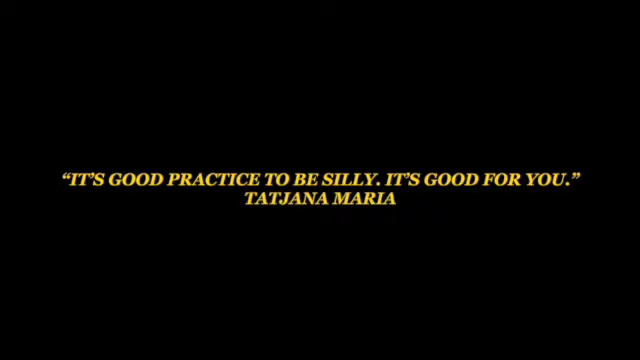 “IT’S GOOD PRACTICE TO BE SILLY. IT’S GOOD FOR YOU.”
TATJANA MARIA